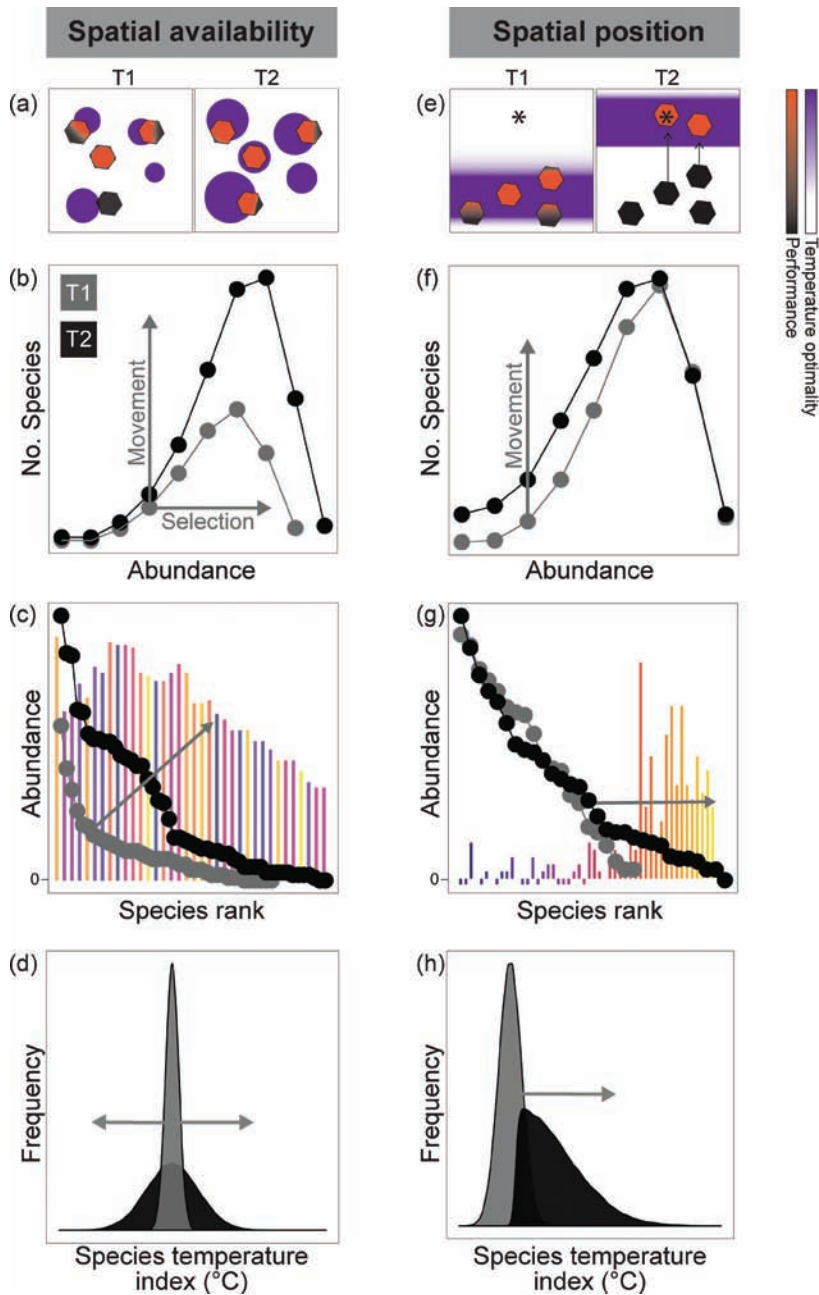 Spatial availability
Spatial position
T1
T2
T1
T2
(a)
(e)
*
*
Temperature optimality
Performance
(b)
(f)
T1
T2
No. Species
Movement
Selection
Abundance
No. Species
Movement
Abundance
(c)
(g)
Abundance
0
Species rank
Abundance
0
Species rank
(d)
(h)
Frequency
Species temperature
index (°C)
Frequency
Species temperature
index (°C)